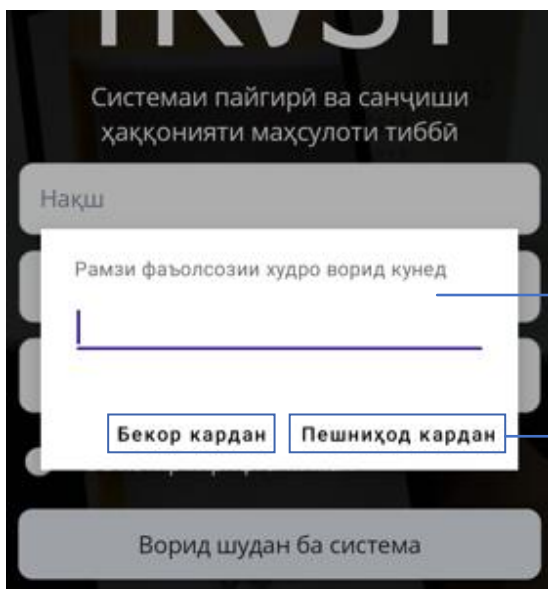 TRVST
Системаи пайгирӣ ва санҷиши
ҳаққонияти маҳсулоти тиббӣ
Нақш
Рамзи фаъолсозии худро ворид кунед
Бекор кардан Пешниҳод кардан
Ворид шудан ба система